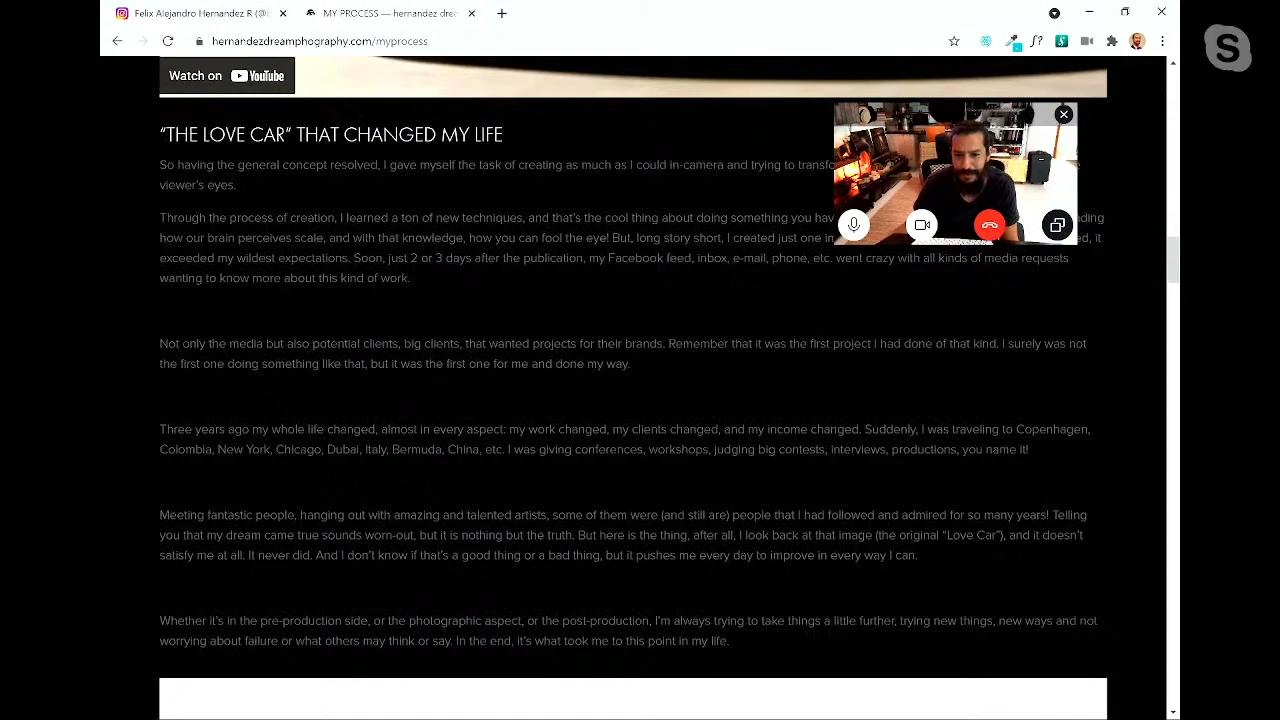 Felix Alejandro Hernandez R (@
MY PROCESS — hernandez drea
hernandezdreamphography.com/myprocess
Watch on YouTube
“THE LOVE CAR” THAT CHANGED MY LIFE
So having the general concept resolved, I gave myself the task of creating as much as I could in-camera and trying to
viewer’s eyes.
Through the process of creation, I learned a ton of new techniques, and that’s the cool thing about doing something you
how our brain perceives scale, and with that knowledge, how you can fool the eye! But, long story short, I created just one it
exceeded my wildest expectations. Soon, just 2 or 3 days after the publication, my Facebook feed, inbox, e-mail, phone, etc. went crazy with all kinds of media requests
wanting to know more about this kind of work.
Not only the media but also potential clients, big clients, that wanted projects for their brands. Remember that it was the first project I had done of that kind. I surely was not
the first one doing something like that, but it was the first one for me and done my way.
Three years ago my whole life changed, almost in every aspect: my work changed, my clients changed, and my income changed. Suddenly, I was traveling to Copenhagen,
Colombia, New York, Chicago, Dubai, Italy, Bermuda, China, etc. I was giving conferences, workshops, judging big contests, interviews, productions, you name it!
Meeting fantastic people, hanging out with amazing and talented artists, some of them were (and still are) people that I had followed and admired for so many years! Telling
you that my dream came true sounds worn-out, but it is nothing but the truth. But here is the thing, after all, I look back at that image (the original “Love Car”), and it doesn’t
satisfy me at all. It never did. And I don’t know if that’s a good thing or a bad thing, but it pushes me every day to improve in every way I can.
Whether it’s in the pre-production side, or the photographic aspect, or the post-production, I’m always trying to take things a little further, trying new things, new ways and not
worrying about failure or what others may think or say. In the end, it’s what took me to this point in my life.